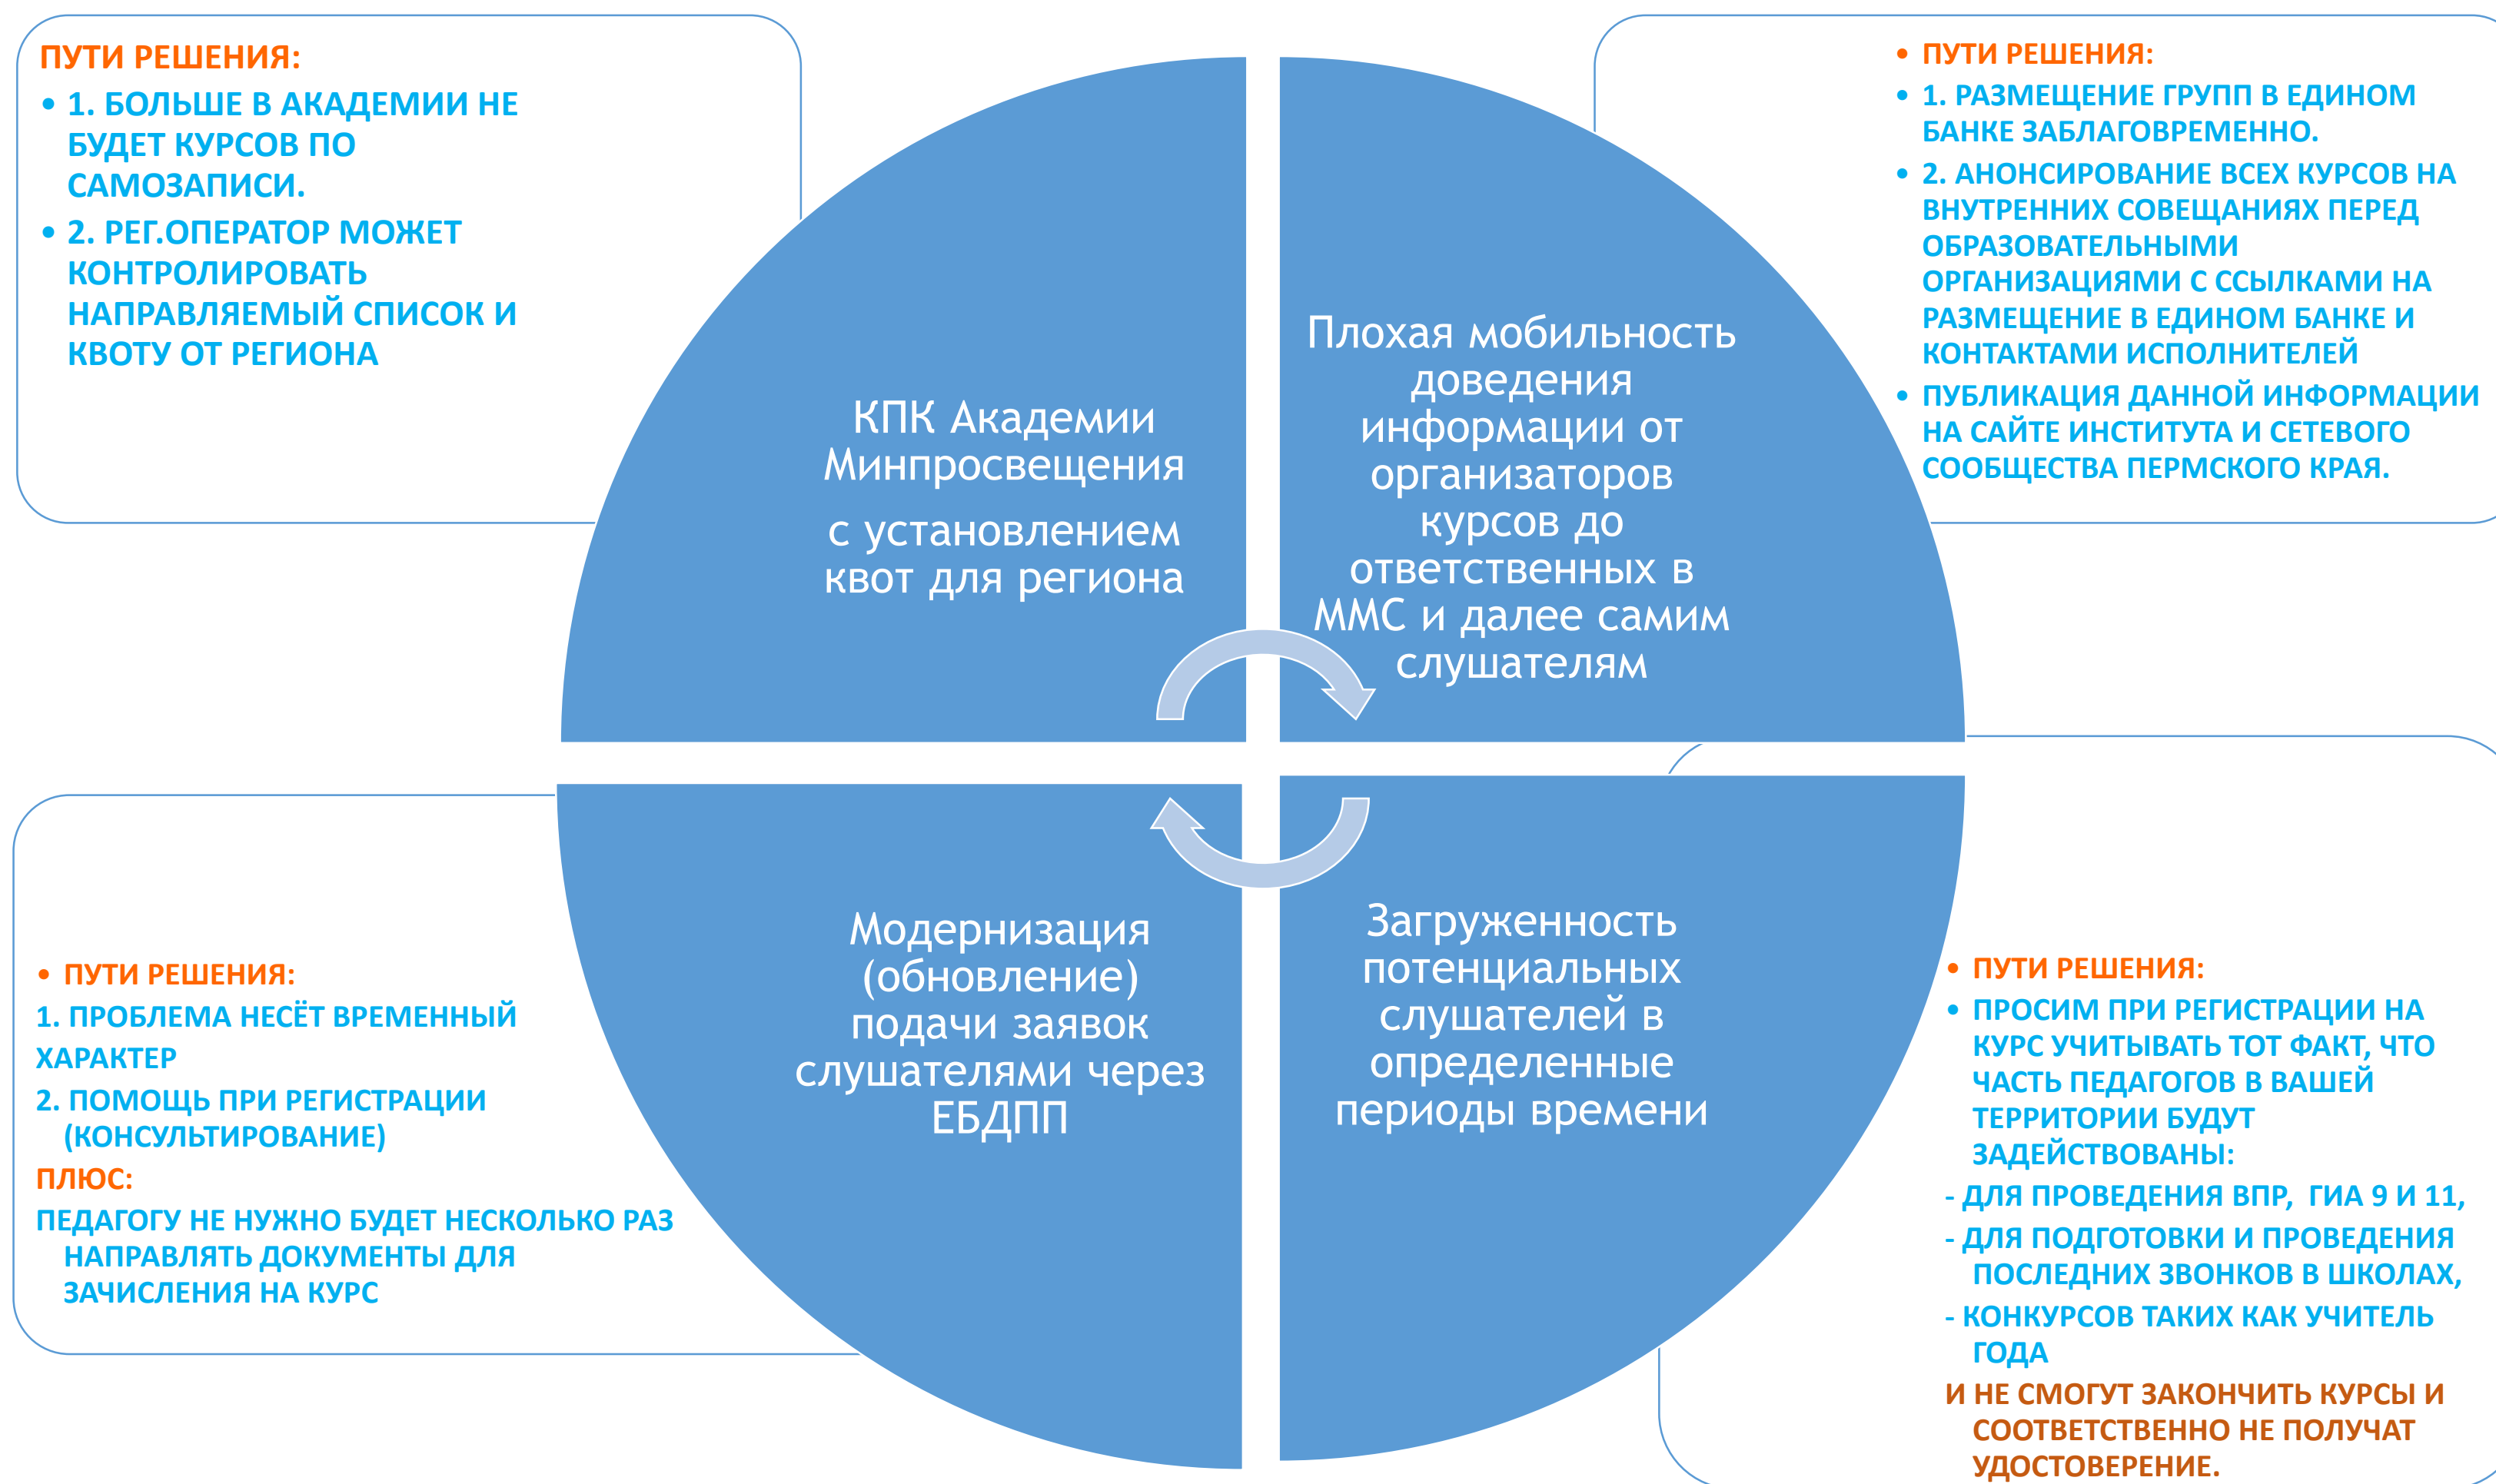 ПУТИ РЕШЕНИЯ:
• 1. БОЛЬШЕ В АКАДЕМИИ НЕ
БУДЕТ КУРСОВ ПО
САМОЗАПИСИ.
• 2. РЕГ.ОПЕРАТОР МОЖЕТ
КОНТРОЛИРОВАТЬ
НАПРАВЛЯЕМЫЙ СПИСОК И
КВОТУ ОТ РЕГИОНА
КПК Академии
Минпросвещения
с установлением
квот для региона
Плохая мобильность
доведения
информации от
организаторов
курсов до
ответственных в
ММС и далее самим
слушателям
• ПУТИ РЕШЕНИЯ:
• 1. РАЗМЕЩЕНИЕ ГРУПП В ЕДИНОМ
БАНКЕ ЗАБЛАГОВРЕМЕННО.
• 2. АНОНСИРОВАНИЕ ВСЕХ КУРСОВ НА
ВНУТРЕННИХ СОВЕЩАНИЯХ ПЕРЕД
ОБРАЗОВАТЕЛЬНЫМИ
ОРГАНИЗАЦИЯМИ С ССЫЛКАМИ НА
РАЗМЕЩЕНИЕ В ЕДИНОМ БАНКЕ И
КОНТАКТАМИ ИСПОЛНИТЕЛЕЙ
• ПУБЛИКАЦИЯ ДАННОЙ ИНФОРМАЦИИ
НА САЙТЕ ИНСТИТУТА И СЕТЕВОГО
СООБЩЕСТВА ПЕРМСКОГО КРАЯ.
• ПУТИ РЕШЕНИЯ:
1. ПРОБЛЕМА НЕСЁТ ВРЕМЕННЫЙ
ХАРАКТЕР
2. ПОМОЩЬ ПРИ РЕГИСТРАЦИИ
(КОНСУЛЬТИРОВАНИЕ)
ПЛЮС:
ПЕДАГОГУ НЕ НУЖНО БУДЕТ НЕСКОЛЬКО РАЗ
НАПРАВЛЯТЬ ДОКУМЕНТЫ ДЛЯ
ЗАЧИСЛЕНИЯ НА КУРС
Модернизация
(обновление)
подачи заявок
слушателями через
ЕБДПП
Загруженность
потенциальных
слушателей в
определенные
периоды времени
• ПУТИ РЕШЕНИЯ:
• ПРОСИМ ПРИ РЕГИСТРАЦИИ НА
КУРС УЧИТЫВАТЬ ТОТ ФАКТ, ЧТО
ЧАСТЬ ПЕДАГОГОВ В ВАШЕЙ
ТЕРРИТОРИИ БУДУТ
ЗАДЕЙСТВОВАНЫ:
- ДЛЯ ПРОВЕДЕНИЯ ВПР, ГИА 9 И 11,
- ДЛЯ ПОДГОТОВКИ И ПРОВЕДЕНИЯ
ПОСЛЕДНИХ ЗВОНКОВ В ШКОЛАХ,
- КОНКУРСОВ ТАКИХ КАК УЧИТЕЛЬ
ГОДА
И НЕ СМОГУТ ЗАКОНЧИТЬ КУРСЫ И
СООТВЕТСТВЕННО НЕ ПОЛУЧАТ
УДОСТОВЕРЕНИЕ.